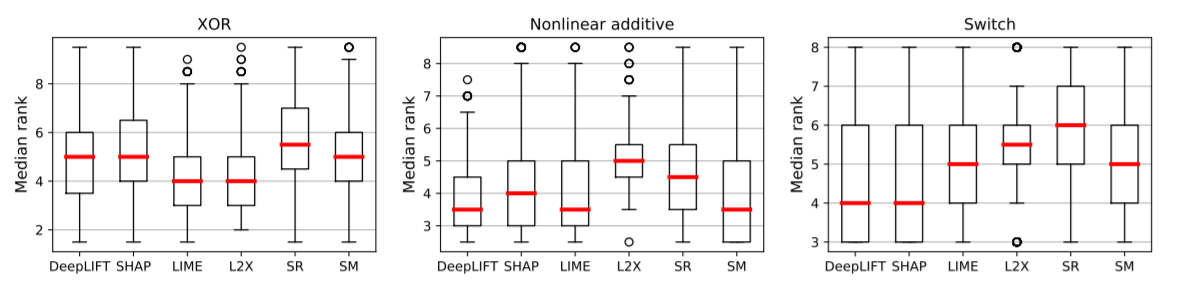 XOR
Median rank
8
6
4
2
DeepLIFT SHAP LIME L2X SR SM
Nonlinear additive
Median rank
8
7
6
5
4
3
DeepLIFT SHAP LIME L2X SR SM
Switch
Median rank
8
7
6
5
4
3
DeepLIFT SHAP LIME L2X SR SM